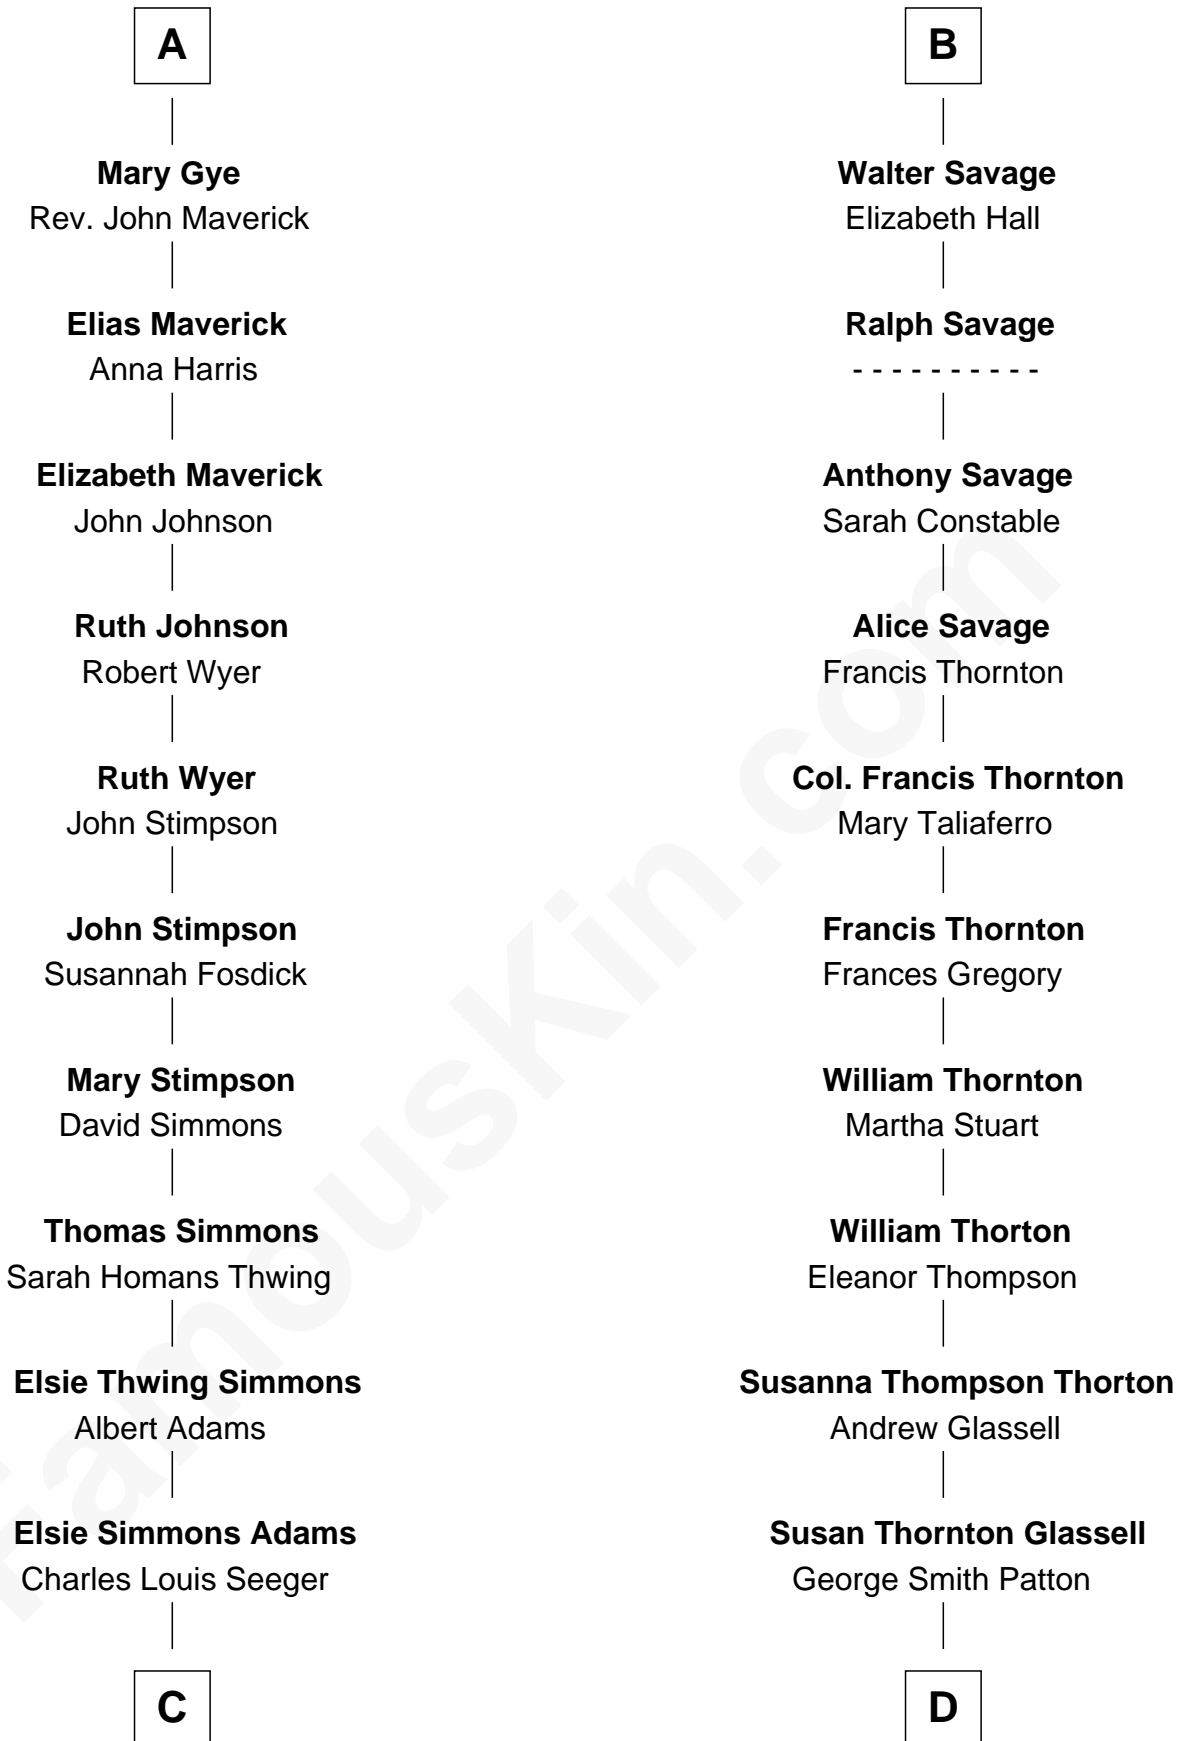 A
Mary Gye
Rev. John Maverick
Elias Maverick
Anna Harris
Elizabeth Maverick
John Johnson
Ruth Johnson
Robert Wyer
Ruth Wyer
John Stimpson
John Stimpson
Susannah Fosdick
Mary Stimpson
David Simmons
Thomas Simmons
Sarah Homans Thwing
Elsie Thwing Simmons
Albert Adams
Elsie Simmons Adams
Charles Louis Seeger
C
B
Walter Savage
Elizabeth Hall
Ralph Savage
- - - - - - - - - -
Anthony Savage
Sarah Constable
Alice Savage
Francis Thornton
Col. Francis Thornton
Mary Taliaferro
Francis Thornton
Frances Gregory
William Thornton
Martha Stuart
William Thorton
Eleanor Thompson
Susanna Thompson Thorton
Andrew Glassell
Susan Thornton Glassell
George Smith Patton
D
FamousKin.com